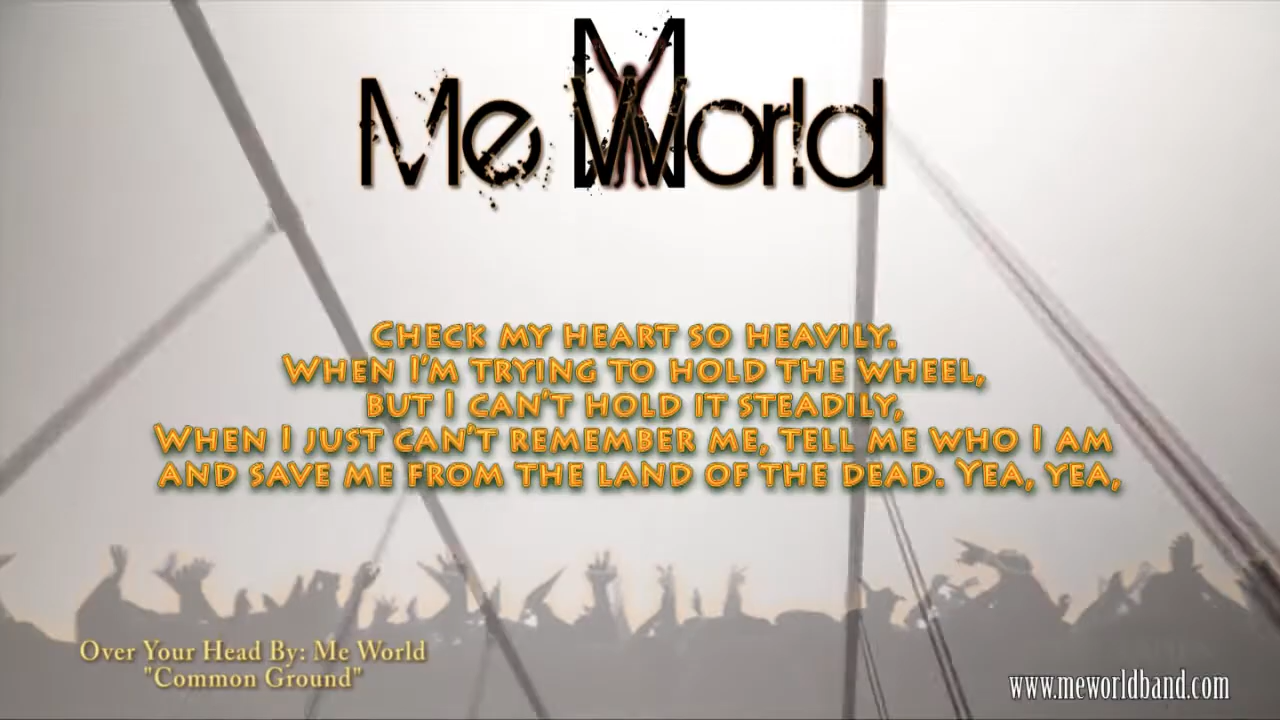 Me World
Check my heart so heavily.
When I'm trying to hold the wheel,
but I can't hold it steadily,
When I just can't remember me, tell me who I am
and save me from the land of the dead. Yea, yea,
Over Your Head By: Me World
"Common Ground"
www.meworldband.com